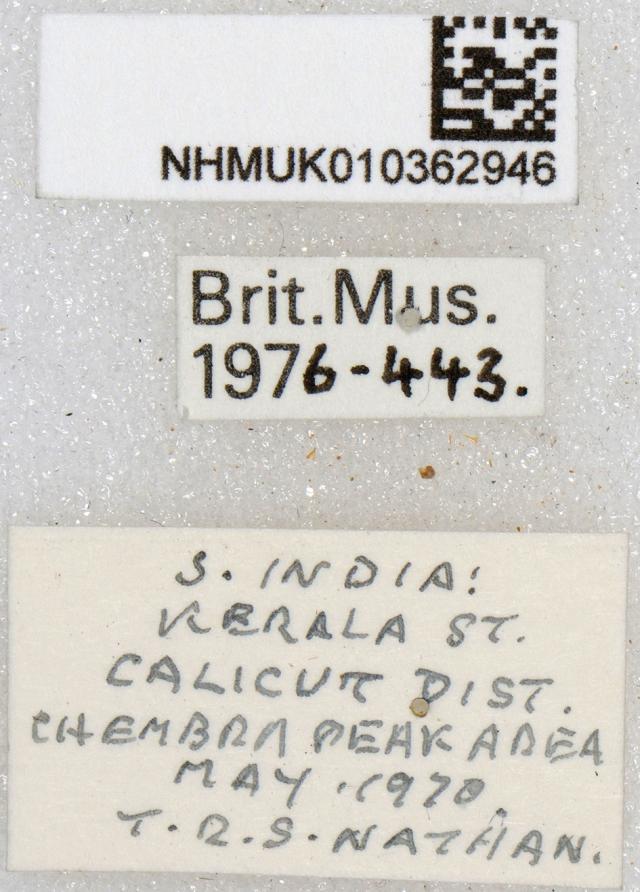 NHMUK010362946
Brit.Mus.
1976-443.
S. INDIA:
KERALA ST.
CALICUT DIST.
CHEMBRA PEAK AREA
MAY.1970.
T.R.S.NATHAN.